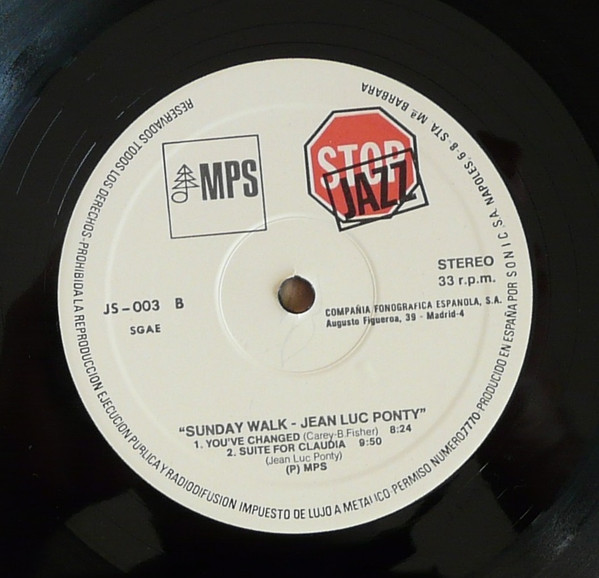 MPS
STOP
JAZZ
STEREO
33 r.p.m.
JS-003 B
SGAE
COMPAÑIA FONOGRAFICA ESPAÑOLA, S.A.
Augusto Figueroa, 39 - Madrid-4
"SUNDAY WALK - JEAN LUC PONTY"
1. YOU'VE CHANGED (Carey-B.Fisher) 8:24
2. SUITE FOR CLAUDIA 9:50
(Jean Luc Ponty)
(P) MPS
RESERVADOS TODOS LOS DERECHOS-PROHIBIDA LA REPRODUCCION EJECUCION PUBLICA Y RADIODIFUSION IMPUESTO DE LUJO A METALICO-PERMISO NUMERO 7770 PRODUCIDO EN ESPAÑA POR SONIC, S.A. NAPOLES, 6-8-STA Mª BARBARA